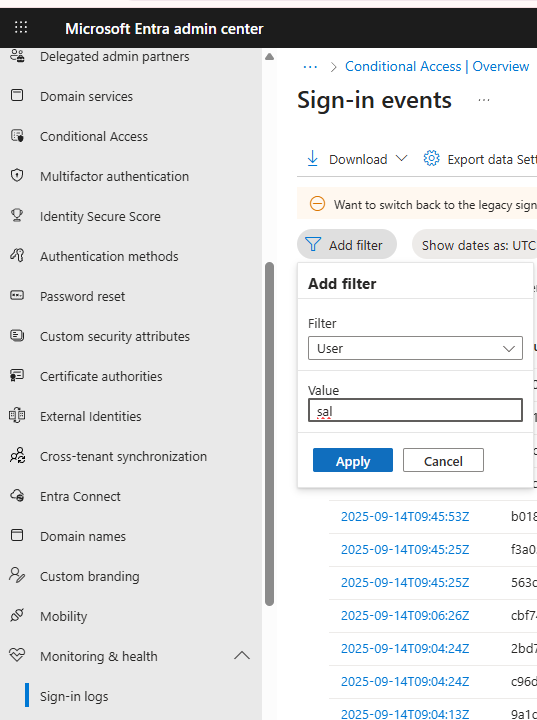 Microsoft Entra admin center
Delegated admin partners
Domain services
Conditional Access
Multifactor authentication
Identity Secure Score
Authentication methods
Password reset
Custom security attributes
Certificate authorities
External Identities
Cross-tenant synchronization
Entra Connect
Domain names
Custom branding
Mobility
Monitoring & health
Sign-in logs
··· > Conditional Access | Overview
Sign-in events ···
Download Export data Sett
Want to switch back to the legacy sign
Add filter Show dates as: UTC
Add filter
Filter
User
Value
sal
Apply Cancel
2025-09-14T09:45:53Z b018
2025-09-14T09:45:25Z f3a0
2025-09-14T09:45:25Z 563c
2025-09-14T09:06:26Z cbf74
2025-09-14T09:04:24Z 2bd7
2025-09-14T09:04:24Z c96d
2025-09-14T09:04:13Z 9a1c